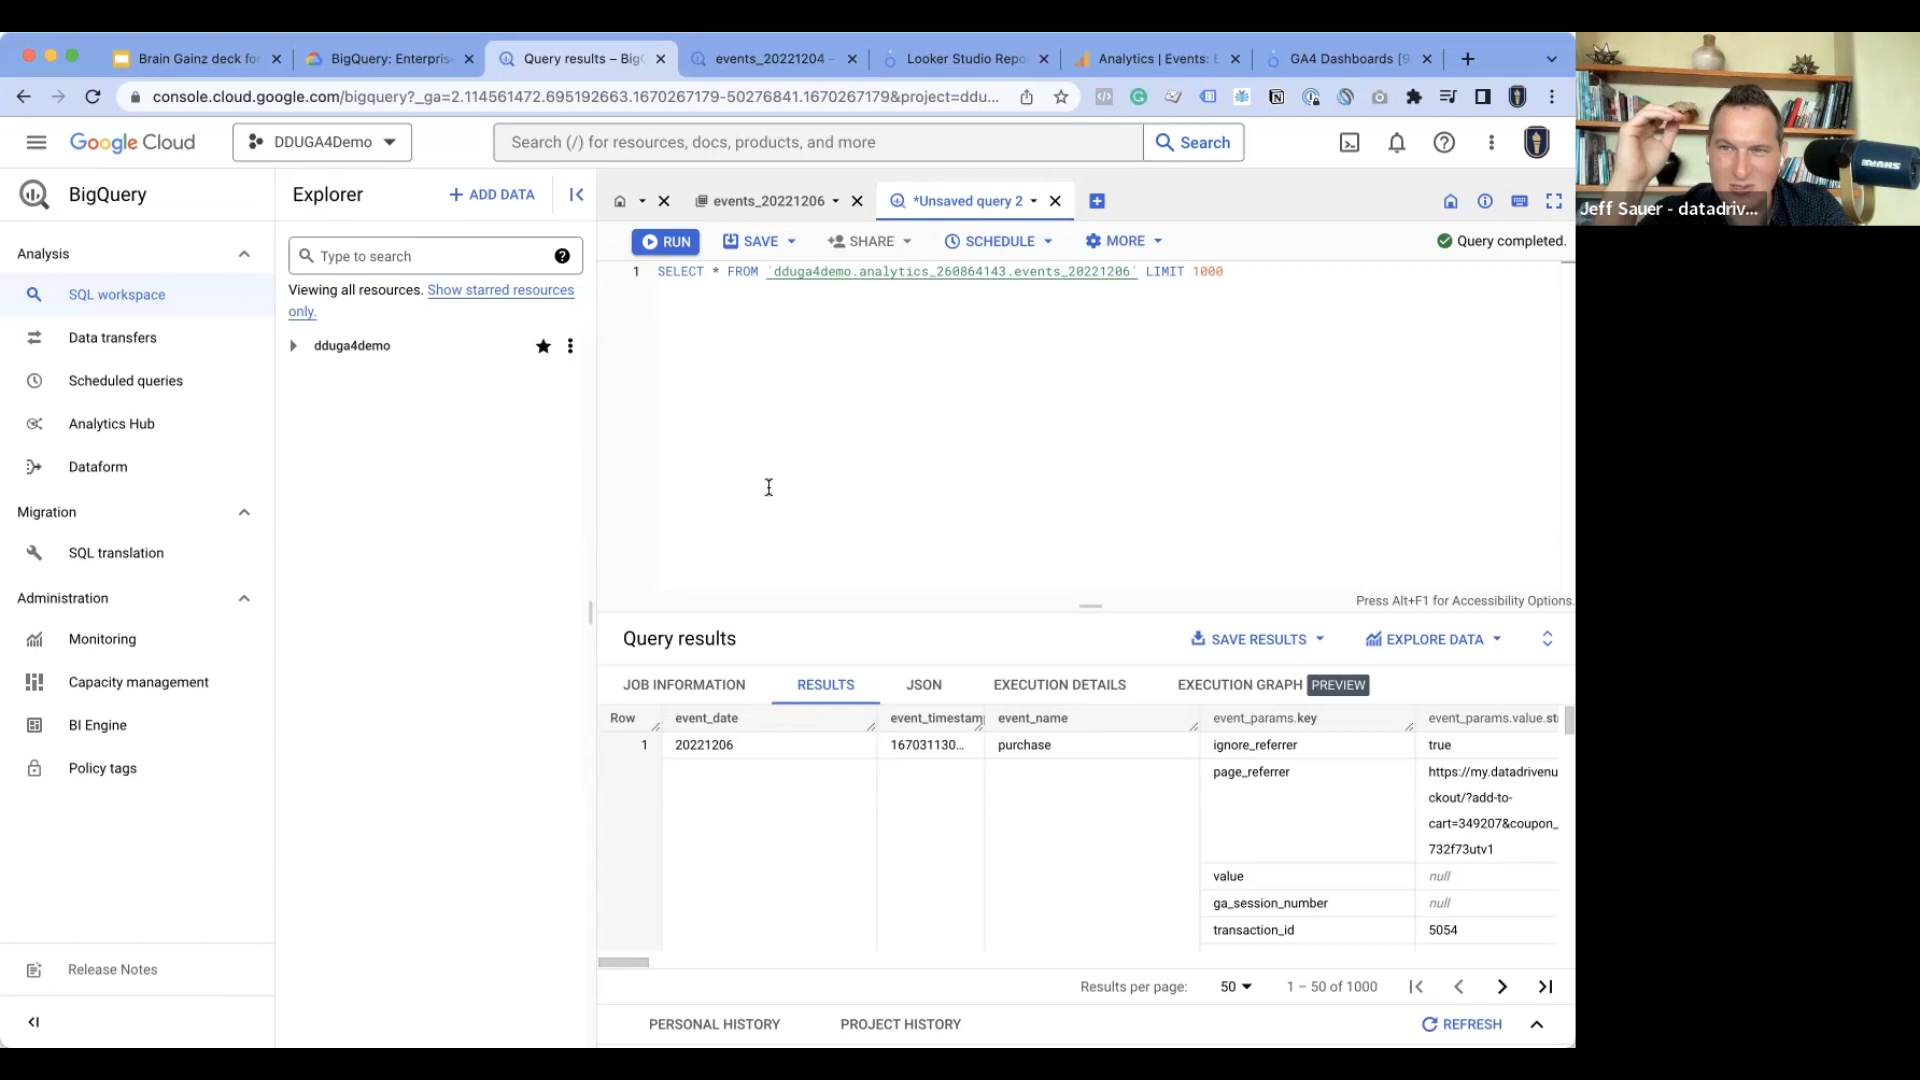 Brain Gainz deck for
BigQuery: Enterpris
Query results – Big
events_20221204 –
Looker Studio Repo
Analytics | Events: E
GA4 Dashboards [9
console.cloud.google.com/bigquery?_ga=2.114561472.695192663.1670267179-50276841.1670267179&project=ddu...
Google Cloud
DDUGA4Demo
Search (/) for resources, docs, products, and more
Search
Jeff Sauer - datadriv...
BigQuery
Explorer
+ ADD DATA
events_20221206
*Unsaved query 2
Analysis
SQL workspace
Data transfers
Scheduled queries
Analytics Hub
Dataform
Migration
SQL translation
Administration
Monitoring
Capacity management
BI Engine
Policy tags
Release Notes
Type to search
Viewing all resources. Show starred resources
only.
dduga4demo
RUN
SAVE
SHARE
SCHEDULE
MORE
Query completed.
1 SELECT * FROM `dduga4demo.analytics_260864143.events_20221206` LIMIT 1000
Press Alt+F1 for Accessibility Options.
Query results
SAVE RESULTS
EXPLORE DATA
JOB INFORMATION
RESULTS
JSON
EXECUTION DETAILS
EXECUTION GRAPH
PREVIEW
Row event_date event_timestam event_name event_params.key event_params.value.st
1 20221206 167031130... purchase ignore_referrer true
page_referrer https://my.datadrivenu
ckout/?add-to-
cart=349207&coupon_
732f73utv1
value null
ga_session_number null
transaction_id 5054
Results per page: 50 1 – 50 of 1000
PERSONAL HISTORY
PROJECT HISTORY
REFRESH